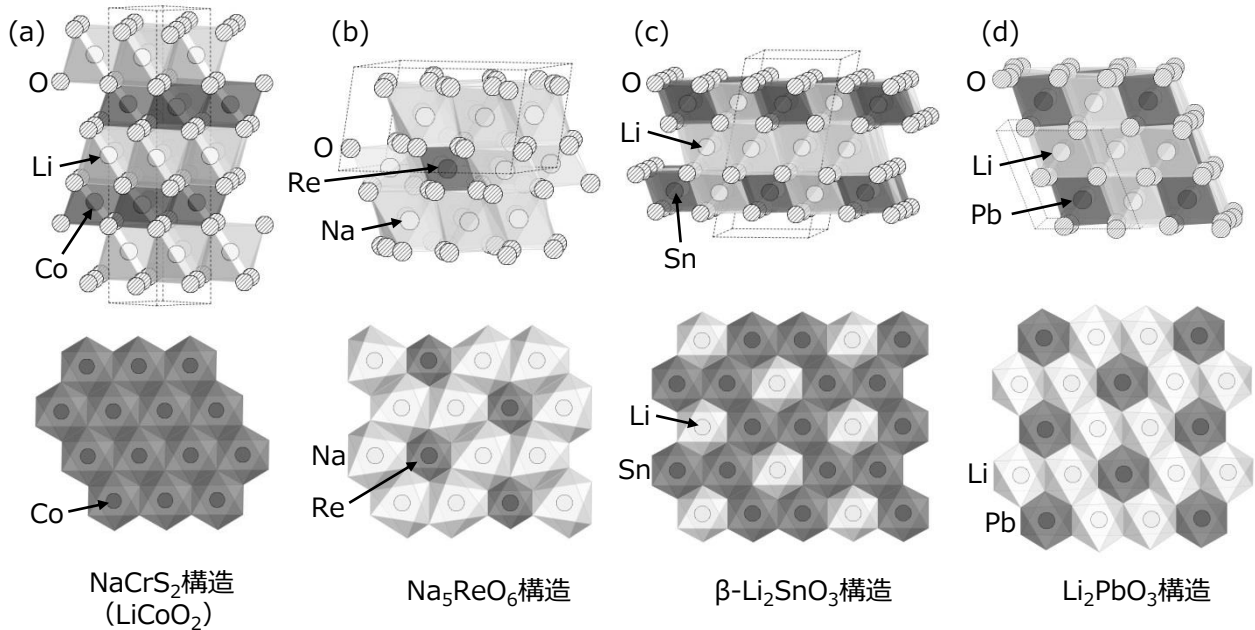 (a)
O
Li
Co
Co
NaCrS₂構造
(LiCoO₂)
(b)
O
Re
Na
Na
Re
Na₅ReO₆構造
(c)
O
Li
Sn
Li
Sn
β-Li₂SnO₃構造
(d)
O
Li
Pb
Li
Pb
Li₂PbO₃構造